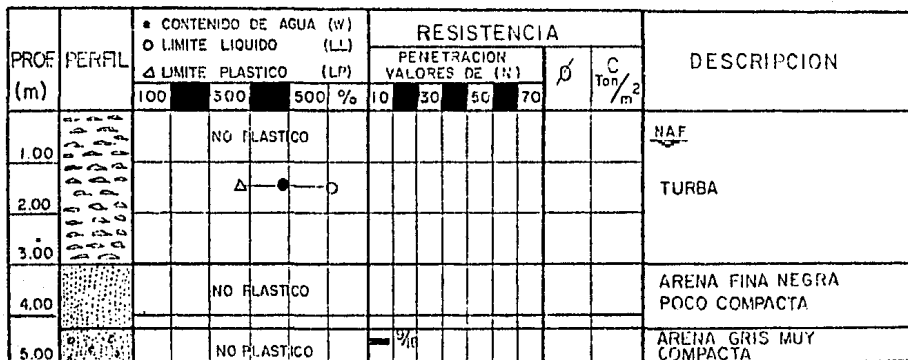 PROF (m)
PERFIL
• CONTENIDO DE AGUA (W)
O LIMITE LIQUIDO (LL)
Δ LIMITE PLASTICO (LP)
100 300 500 %
RESISTENCIA
PENETRACION
VALORES DE (N)
10 30 50 70
Ø
C Ton/m²
DESCRIPCION
NO PLASTICO
NAF
1.00
TURBA
2.00
3.00
NO PLASTICO
ARENA FINA NEGRA
POCO COMPACTA
4.00
ARENA GRIS MUY
COMPACTA
NO PLASTICO
5.00